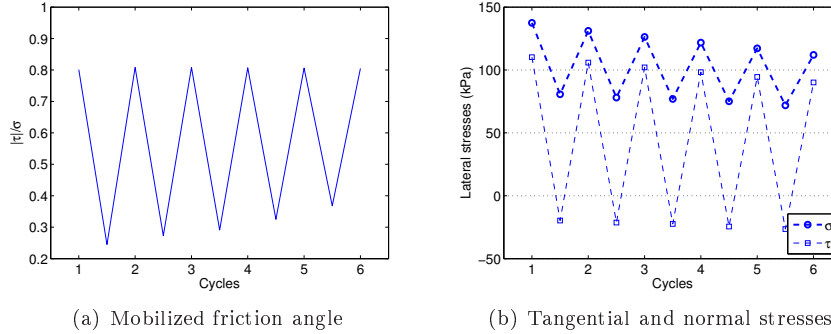 1
0.9
0.8
0.7
0.6
0.5
0.4
0.3
0.2
|τ|/σ
1 2 3 4 5 6
Cycles
(a) Mobilized friction angle
150
100
50
0
−50
Lateral stresses (kPa)
1 2 3 4 5 6
Cycles
σ
τ
(b) Tangential and normal stresses